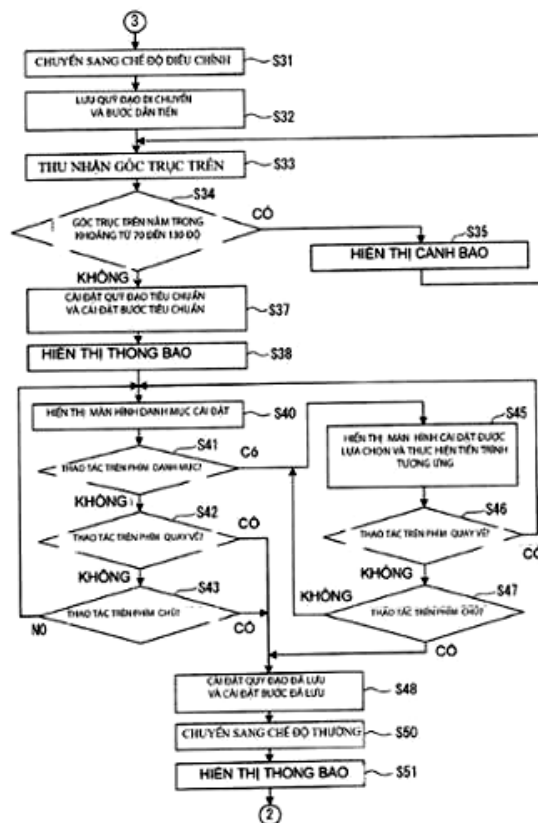 3
CHUYỂN SANG CHẾ ĐỘ ĐIỀU CHỈNH
S31
LƯU QUỸ ĐẠO DI CHUYỂN
VÀ BƯỚC DẪN TIẾN
S32
THU NHẬN GÓC TRỤC TRÊN
S33
S34
GÓC TRỤC TRÊN NẰM TRONG
KHOẢNG TỪ 70 ĐẾN 130 ĐỘ
CÓ
S35
HIỂN THỊ CẢNH BAO
KHÔNG
CÀI ĐẶT QUỸ ĐẠO TIÊU CHUẨN
VÀ CÀI ĐẶT BƯỚC TIÊU CHUẨN
S37
HIỂN THỊ THÔNG BAO
S38
HIỂN THỊ MÀN HÌNH DANH MỤC CÀI ĐẶT
S40
S41
THAO TÁC TRÊN PHÍM DANH MỤC?
CÓ
S45
HIỂN THỊ MÀN HÌNH CÀI ĐẶT ĐƯỢC
LỰA CHỌN VÀ THỰC HIỆN TIẾN TRÌNH
TƯƠNG ỨNG
KHÔNG
S42
THAO TÁC TRÊN PHÍM QUAY VỀ?
CÓ
S46
THAO TÁC TRÊN PHÍM QUAY VỀ?
CÓ
KHÔNG
S43
THAO TÁC TRÊN PHÍM CHỦ?
NO
CÓ
KHÔNG
KHÔNG
S47
THAO TÁC TRÊN PHÍM CHỦ?
CÓ
CÀI ĐẶT QUỸ ĐẠO ĐÃ LƯU
VÀ CÀI ĐẶT BƯỚC ĐÃ LƯU
S48
CHUYỂN SANG CHẾ ĐỘ THƯỜNG
S50
HIỂN THỊ THONG BAO
S51
2